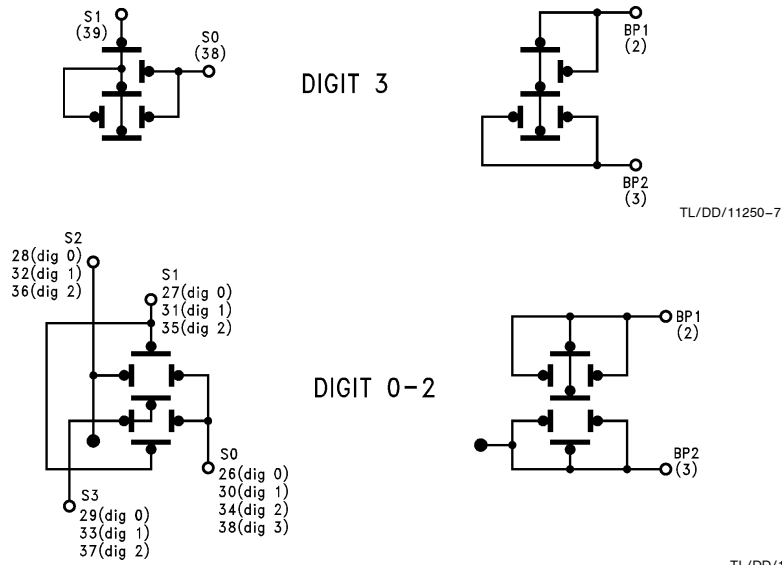 S1
(39)
S0
(38)
DIGIT 3
BP1
(2)
BP2
(3)
TL/DD/11250-7
S2
28(dig 0)
32(dig 1)
36(dig 2)
S1
27(dig 0)
31(dig 1)
35(dig 2)
DIGIT 0-2
BP1
(2)
S0
26(dig 0)
30(dig 1)
34(dig 2)
38(dig 3)
S3
29(dig 0)
33(dig 1)
37(dig 2)
BP2
(3)